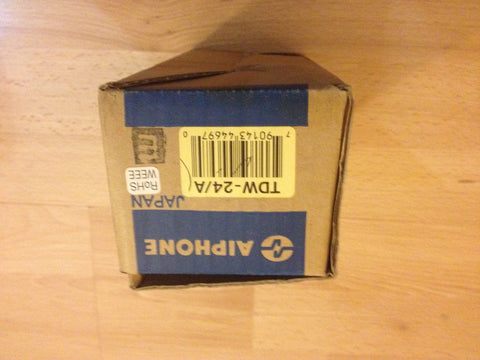 AIPHONE
JAPAN
RoHS
WEEE
TDW-24/A
7 90143 44697 0